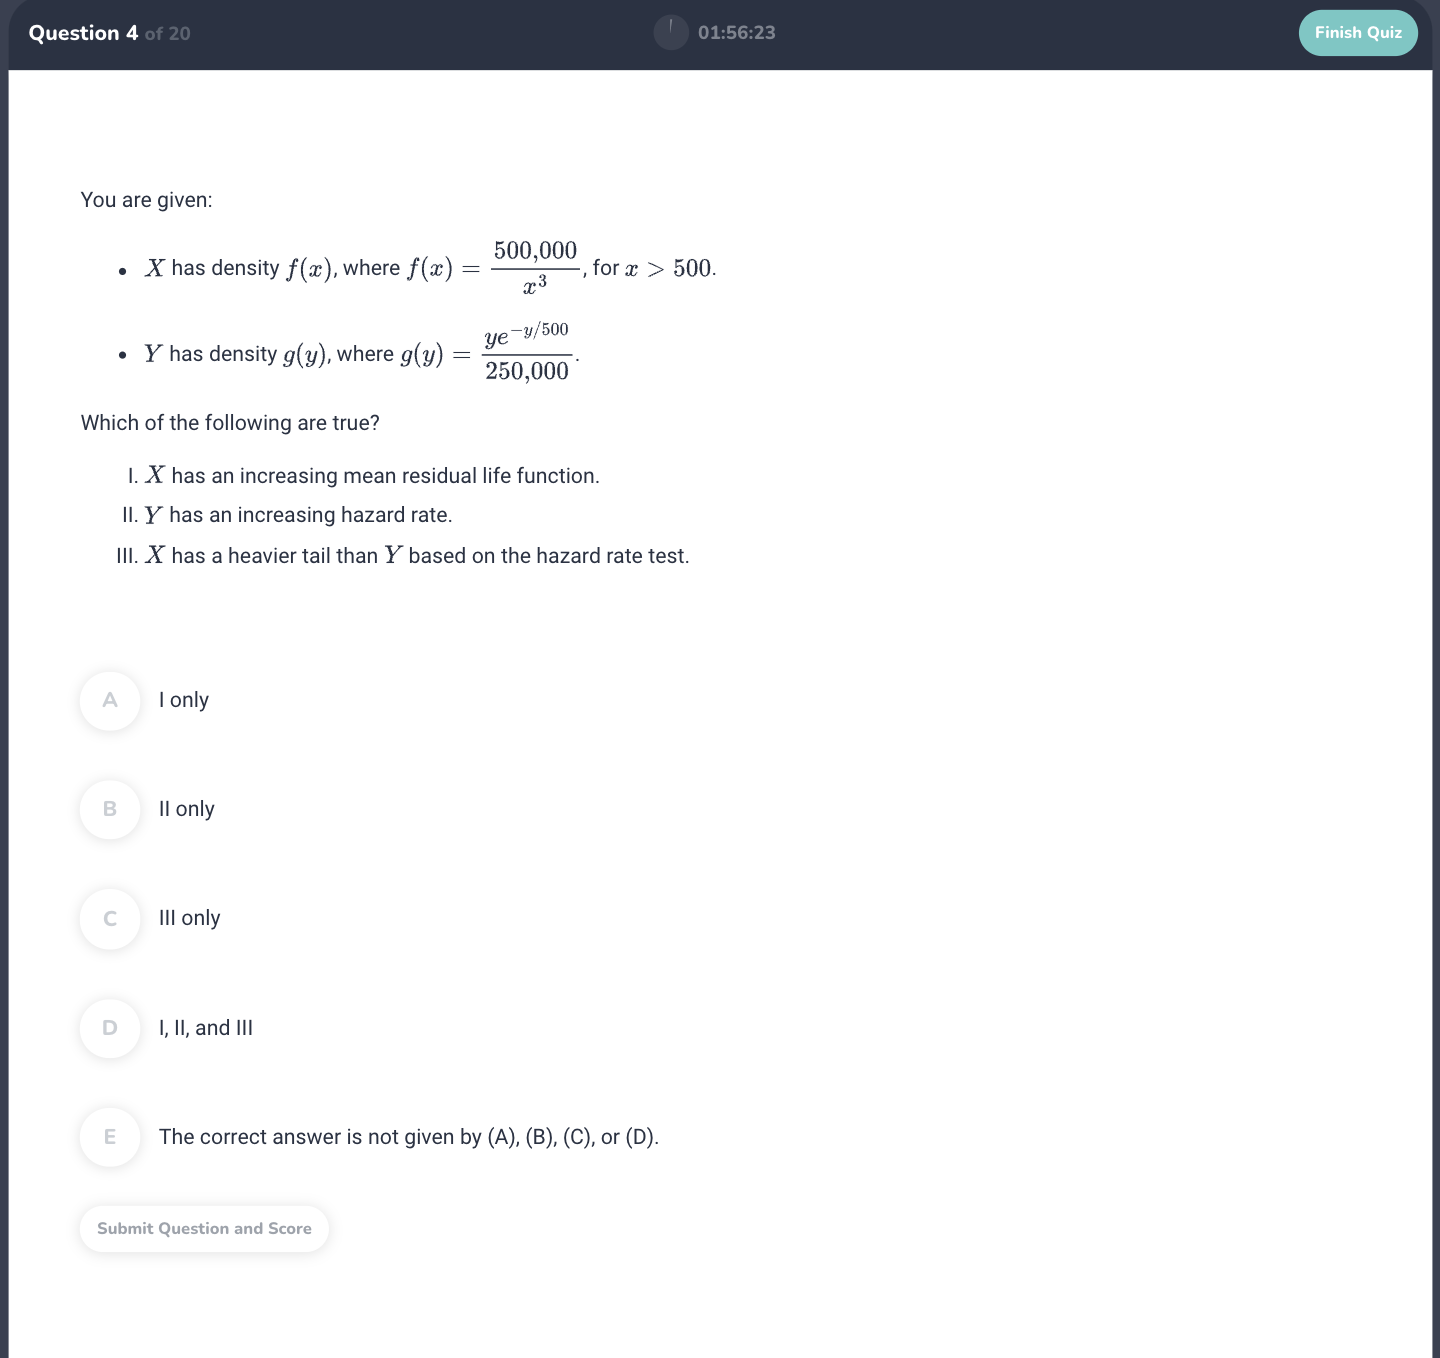 Question 4 of 20
01:56:23
Finish Quiz
You are given:
• X has density f(x), where f(x) = \frac{500,000}{x^3}, for x > 500.
• Y has density g(y), where g(y) = \frac{ye^{-y/500}}{250,000}.
Which of the following are true?
I. X has an increasing mean residual life function.
II. Y has an increasing hazard rate.
III. X has a heavier tail than Y based on the hazard rate test.
A I only
B II only
C III only
D I, II, and III
E The correct answer is not given by (A), (B), (C), or (D).
Submit Question and Score